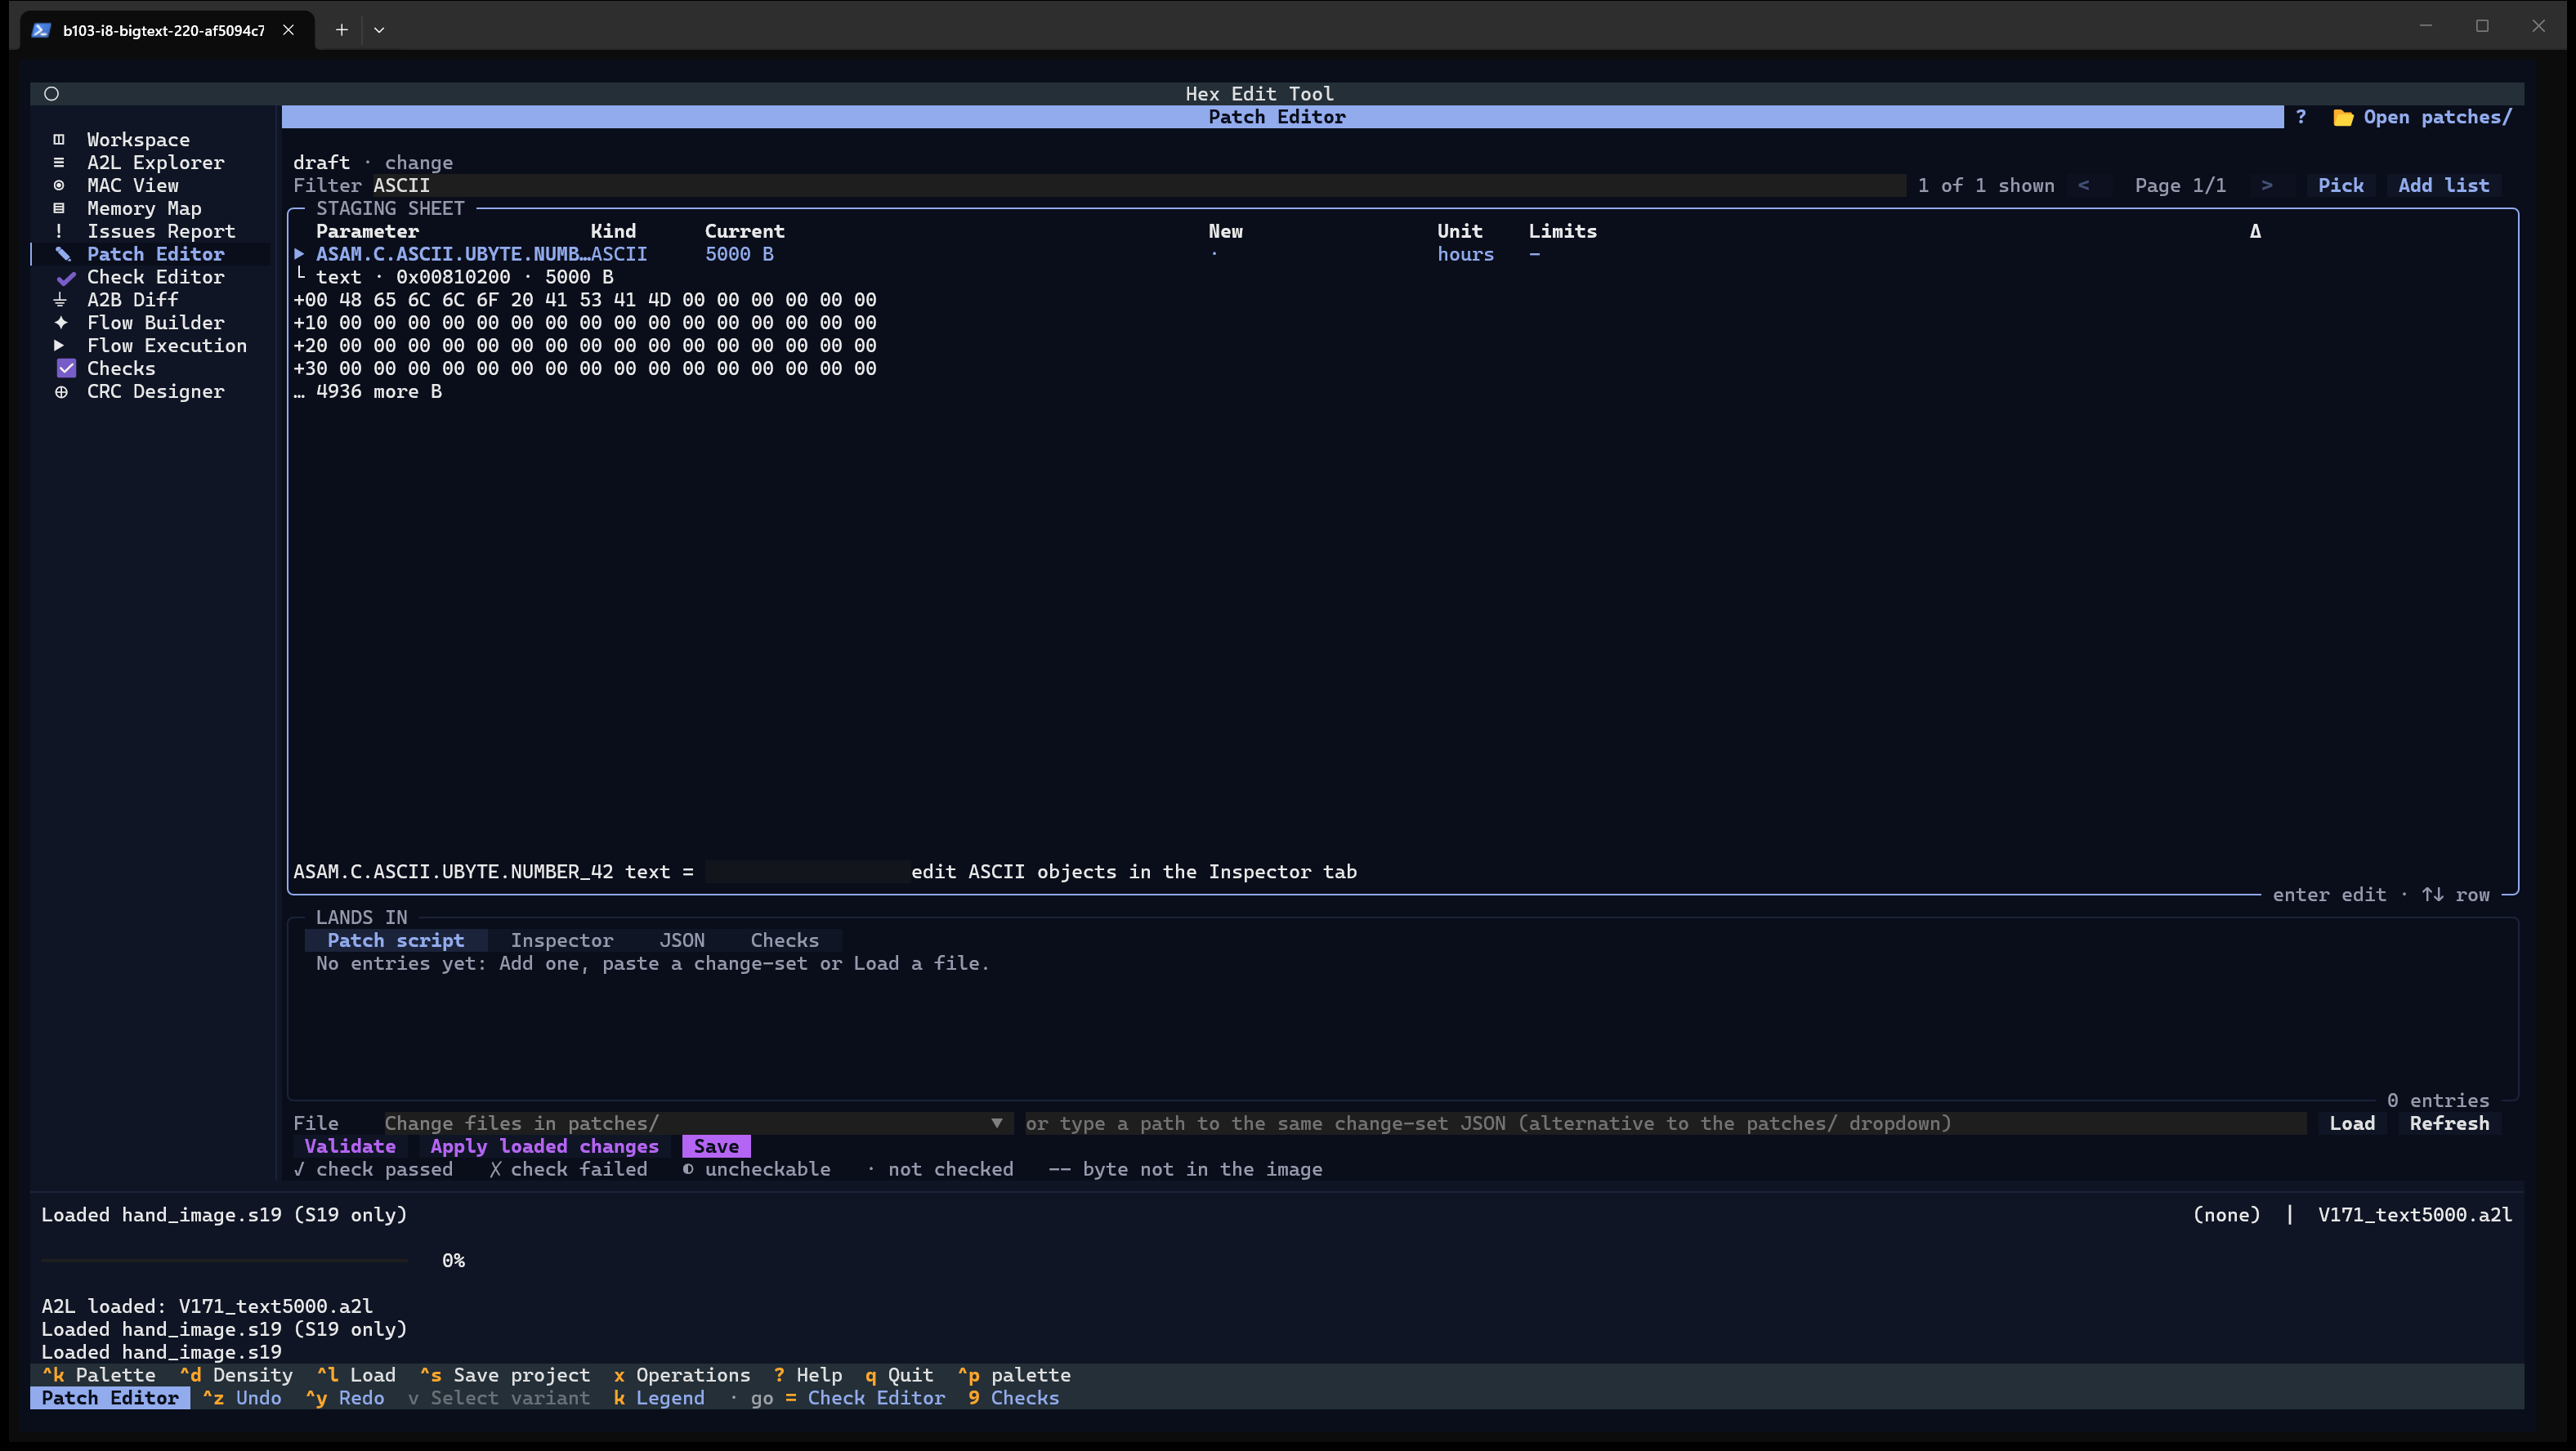 b103-i8-bigtext-220-af5094c7
Hex Edit Tool
Patch Editor ? Open patches/
Workspace
A2L Explorer
MAC View
Memory Map
! Issues Report
Patch Editor
Check Editor
A2B Diff
Flow Builder
Flow Execution
Checks
CRC Designer
draft · change
Filter ASCII 1 of 1 shown < Page 1/1 > Pick Add list
STAGING SHEET
Parameter Kind Current New Unit Limits Δ
▶ ASAM.C.ASCII.UBYTE.NUMB…ASCII 5000 B · hours –
└ text · 0x00810200 · 5000 B
+00 48 65 6C 6C 6F 20 41 53 41 4D 00 00 00 00 00 00
+10 00 00 00 00 00 00 00 00 00 00 00 00 00 00 00 00
+20 00 00 00 00 00 00 00 00 00 00 00 00 00 00 00 00
+30 00 00 00 00 00 00 00 00 00 00 00 00 00 00 00 00
… 4936 more B
ASAM.C.ASCII.UBYTE.NUMBER_42 text = edit ASCII objects in the Inspector tab
enter edit · ↑↓ row
LANDS IN
Patch script Inspector JSON Checks
No entries yet: Add one, paste a change-set or Load a file.
0 entries
File Change files in patches/ ▼ or type a path to the same change-set JSON (alternative to the patches/ dropdown) Load Refresh
Validate Apply loaded changes Save
√ check passed ╳ check failed ◐ uncheckable · not checked -- byte not in the image
Loaded hand_image.s19 (S19 only) (none) | V171_text5000.a2l
0%
A2L loaded: V171_text5000.a2l
Loaded hand_image.s19 (S19 only)
Loaded hand_image.s19
^k Palette ^d Density ^l Load ^s Save project x Operations ? Help q Quit ^p palette
Patch Editor ^z Undo ^y Redo v Select variant k Legend · go = Check Editor 9 Checks